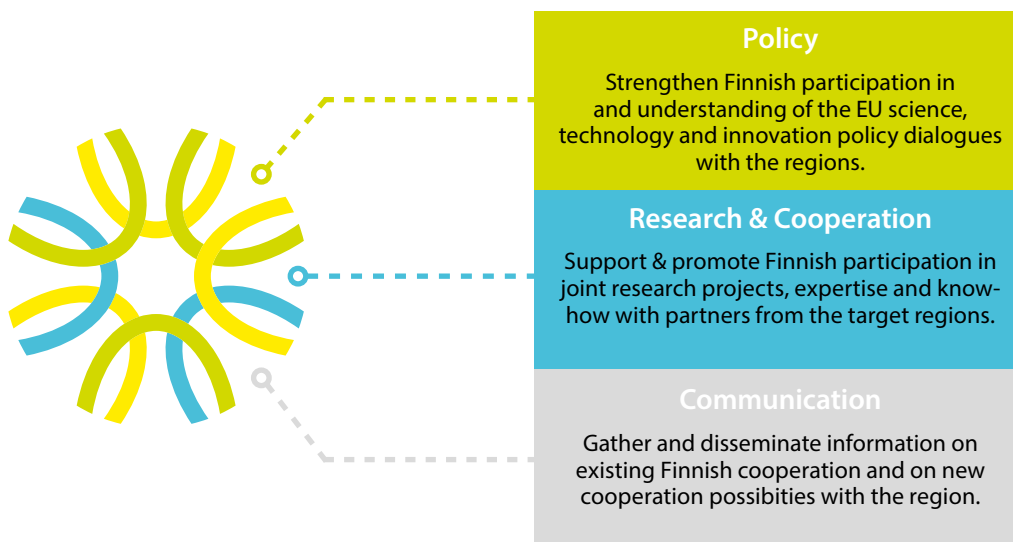 Policy
Strengthen Finnish participation in
and understanding of the EU science,
technology and innovation policy dialogues
with the regions.
Research & Cooperation
Support & promote Finnish participation in
joint research projects, expertise and know-
how with partners from the target regions.
Communication
Gather and disseminate information on
existing Finnish cooperation and on new
cooperation possibities with the region.